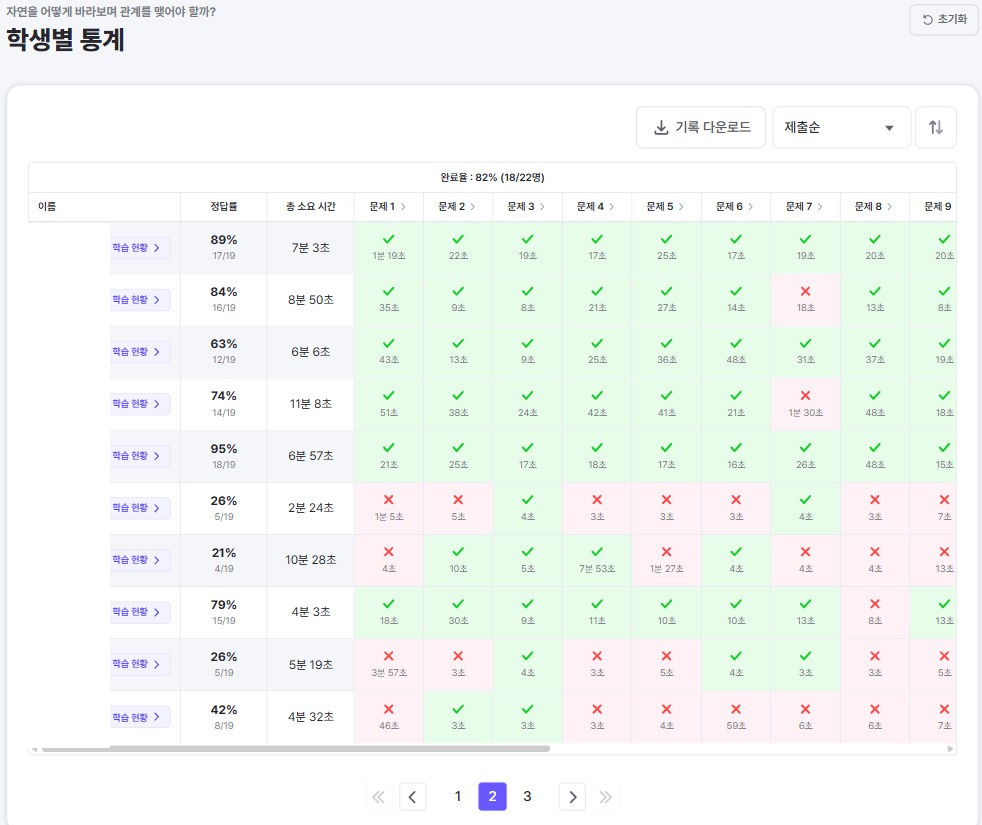 자연을 어떻게 바라보며 관계를 맺어야 할까?
초기화
학생별 통계
기록 다운로드 제출순
완료율 : 82% (18/22명)
이름 정답률 총 소요 시간 문제 1 문제 2 문제 3 문제 4 문제 5 문제 6 문제 7 문제 8 문제 9
학습 현황 89% 7분 3초
17/19 1분 19초 22초 19초 17초 25초 17초 19초 20초 20초
학습 현황 84% 8분 50초
16/19 35초 9초 8초 21초 27초 14초 18초 13초 8초
학습 현황 63% 6분 6초
12/19 43초 13초 9초 25초 36초 48초 31초 37초 19초
학습 현황 74% 11분 8초
14/19 51초 38초 24초 42초 41초 21초 1분 30초 48초 18초
학습 현황 95% 6분 57초
18/19 21초 25초 17초 18초 17초 16초 26초 48초 15초
학습 현황 26% 2분 24초
5/19 1분 5초 5초 4초 3초 3초 3초 4초 3초 7초
학습 현황 21% 10분 28초
4/19 4초 10초 5초 7분 53초 1분 27초 4초 4초 4초 13초
학습 현황 79% 4분 3초
15/19 18초 30초 9초 11초 10초 10초 13초 8초 13초
학습 현황 26% 5분 19초
5/19 3분 57초 3초 4초 3초 5초 4초 3초 3초 5초
학습 현황 42% 4분 32초
8/19 46초 3초 3초 3초 4초 59초 6초 6초 7초
1 2 3